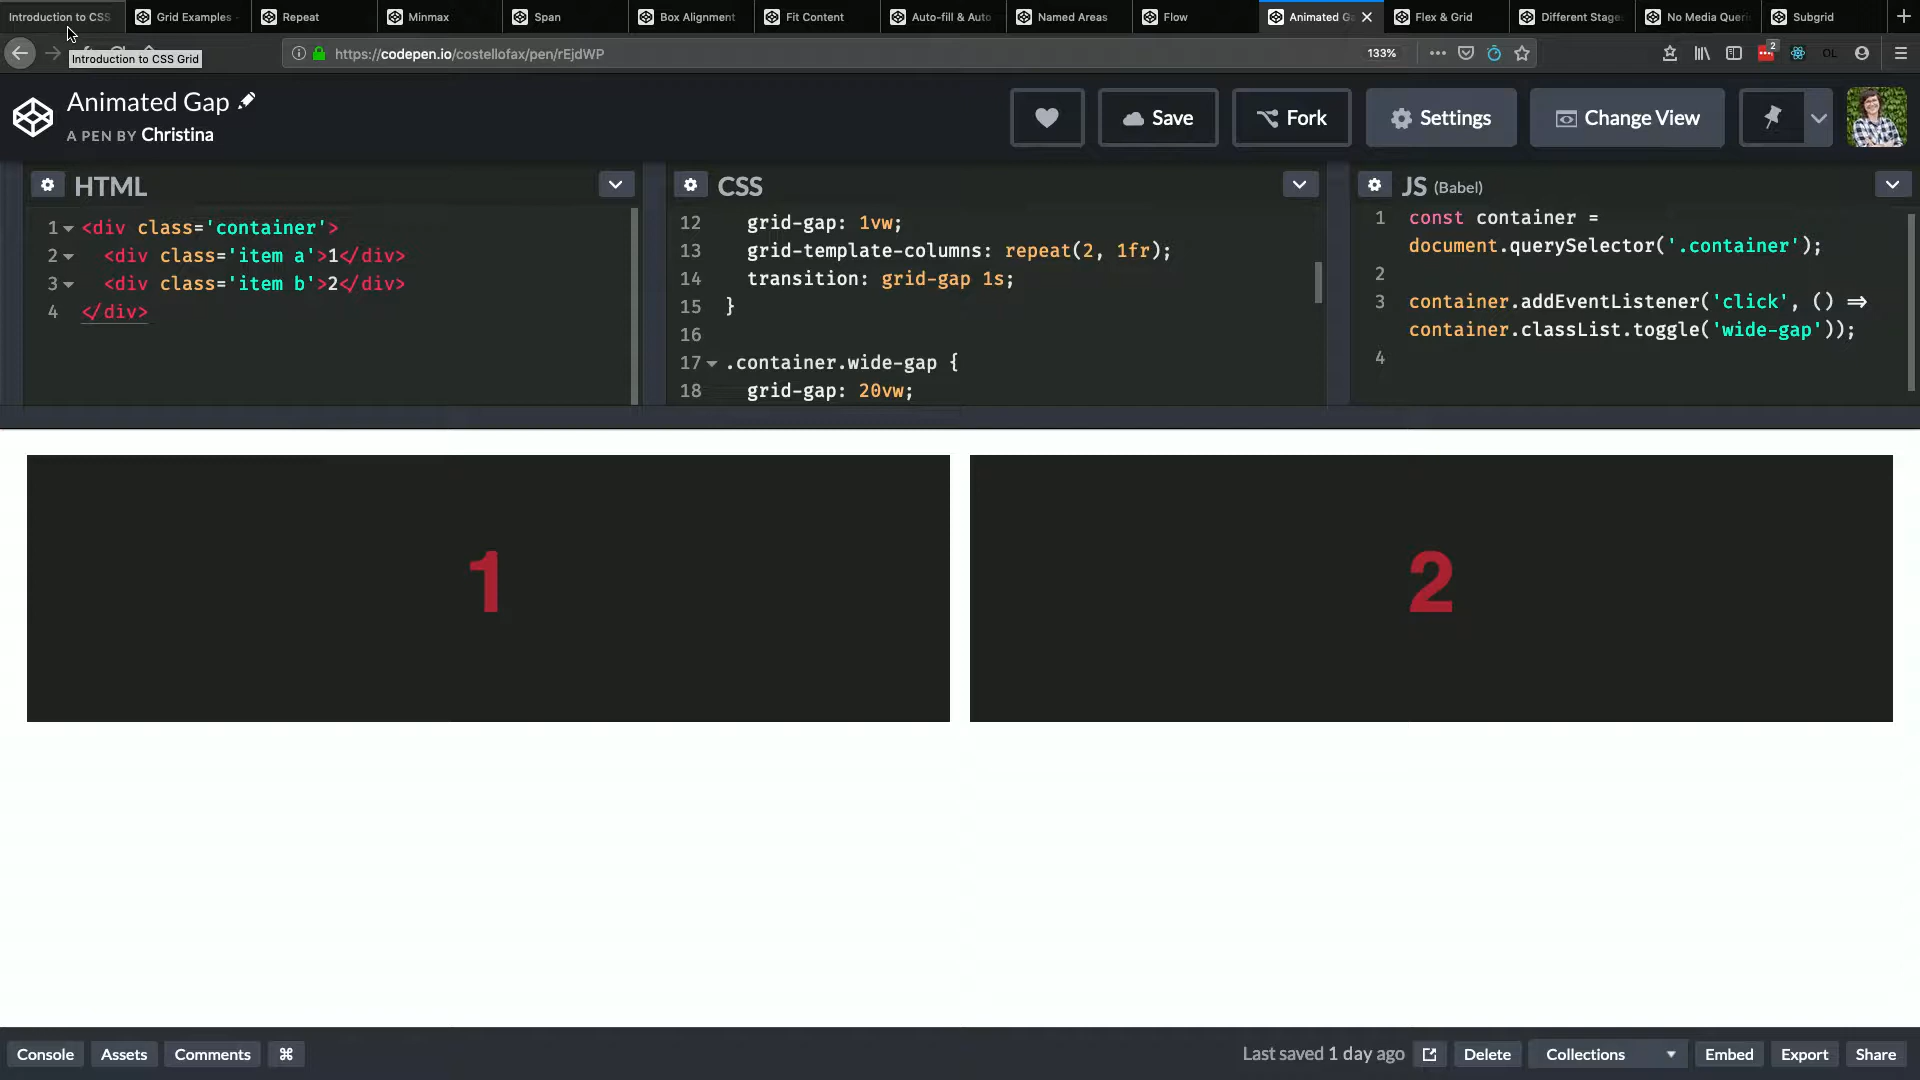 Introduction to CSS
Grid Examples
Repeat
Minmax
Span
Box Alignment
Fit Content
Auto-fill & Auto
Named Areas
Flow
Animated G
Flex & Grid
Different Stage
No Media Queri
Subgrid
Introduction to CSS Grid
https://codepen.io/costellofax/pen/rEjdWP
133%
2
OL
Animated Gap
A PEN BY Christina
Save
Fork
Settings
Change View
HTML
1 <div class='container'>
2 <div class='item a'>1</div>
3 <div class='item b'>2</div>
4 </div>
CSS
12 grid-gap: 1vw;
13 grid-template-columns: repeat(2, 1fr);
14 transition: grid-gap 1s;
15 }
16
17 .container.wide-gap {
18 grid-gap: 20vw;
JS (Babel)
1 const container =
document.querySelector('.container');
2
3 container.addEventListener('click', () =>
container.classList.toggle('wide-gap'));
4
1
2
Console
Assets
Comments
⌘
Last saved 1 day ago
Delete
Collections
Embed
Export
Share